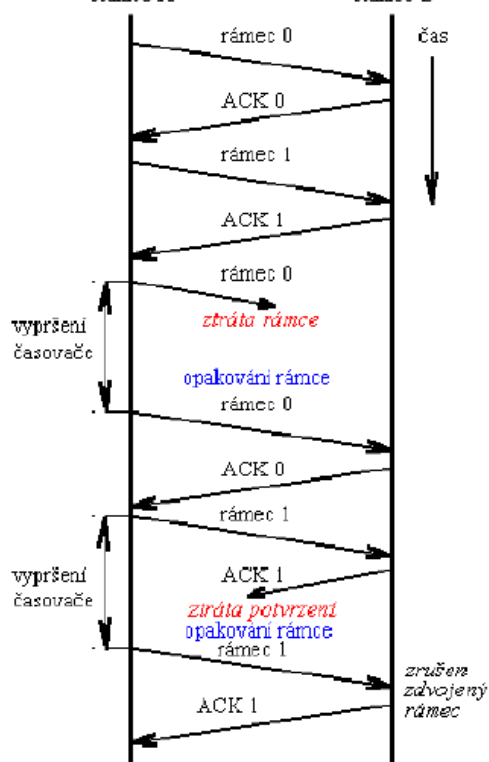 rámec 0
čas
ACK 0
rámec 1
ACK 1
rámec 0
ztráta rámce
vypršení
časovače
opakování rámce
rámec 0
ACK 0
rámec 1
ACK 1
vypršení
časovače
ztráta potvrzení
opakování rámce
rámec 1
zrušen
zdvojený
rámec
ACK 1